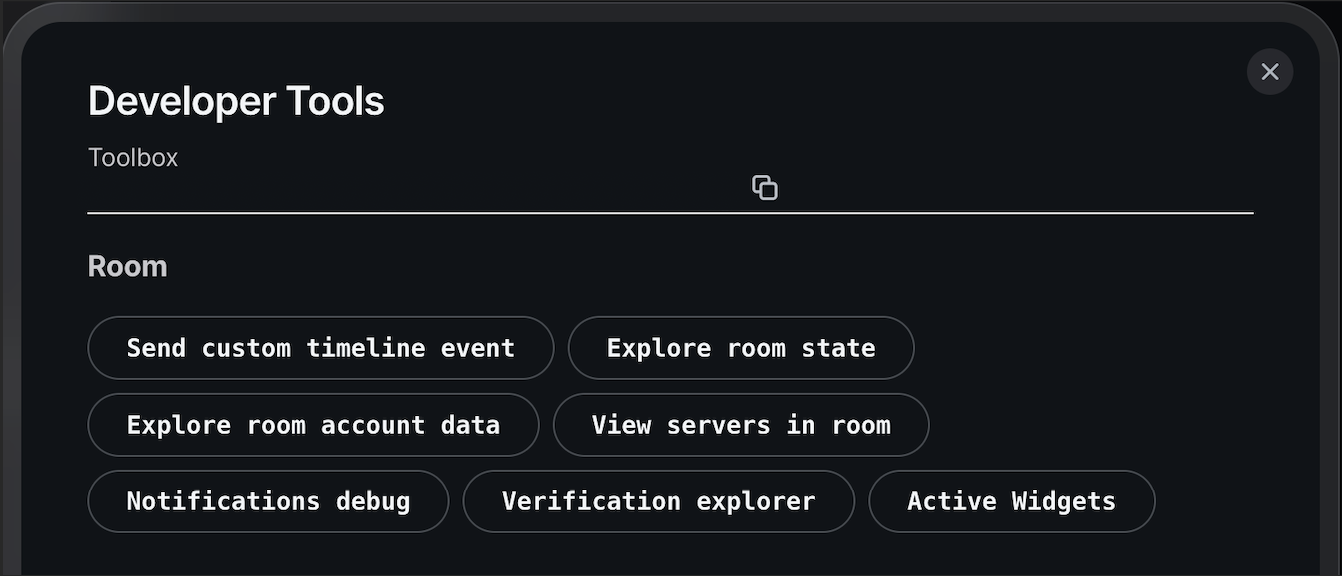 Developer Tools
Toolbox
Room
Send custom timeline event
Explore room state
Explore room account data
View servers in room
Notifications debug
Verification explorer
Active Widgets